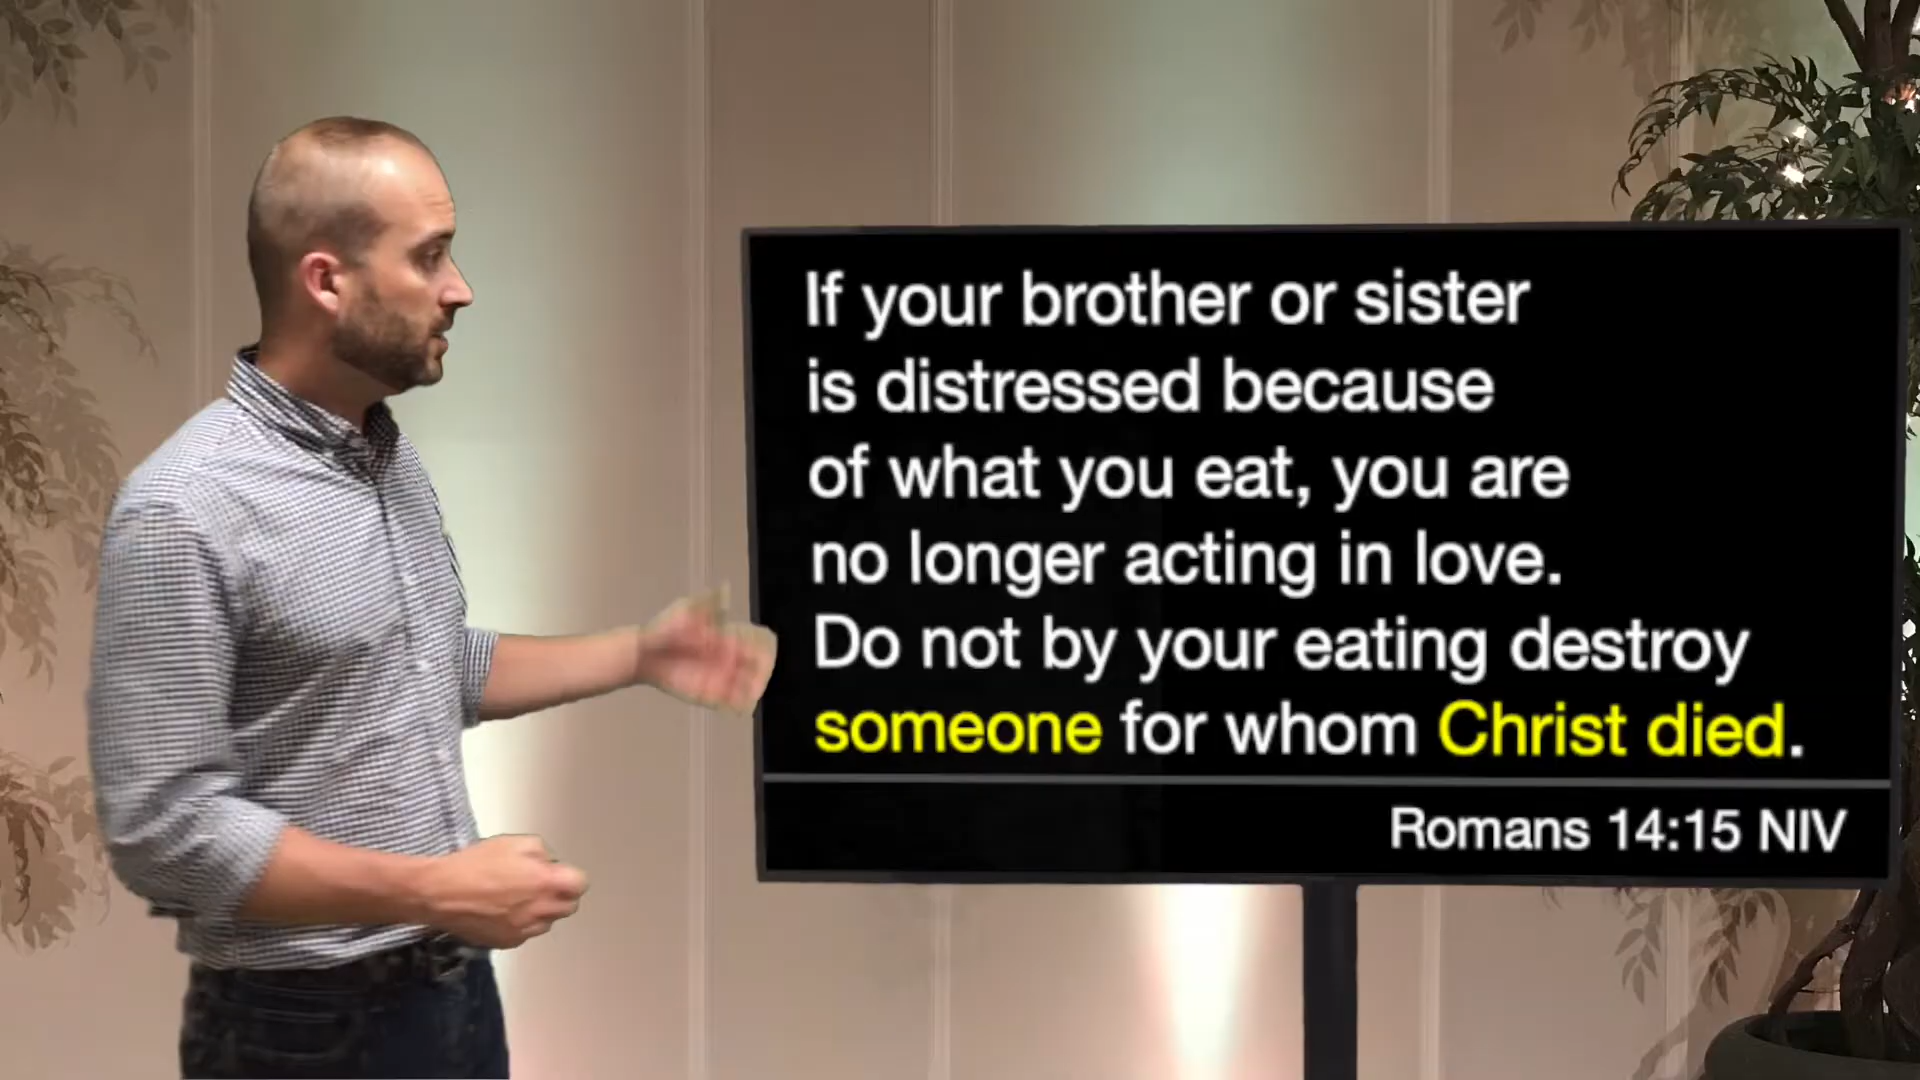 If your brother or sister
is distressed because
of what you eat, you are
no longer acting in love.
Do not by your eating destroy
someone for whom Christ died.
Romans 14:15 NIV